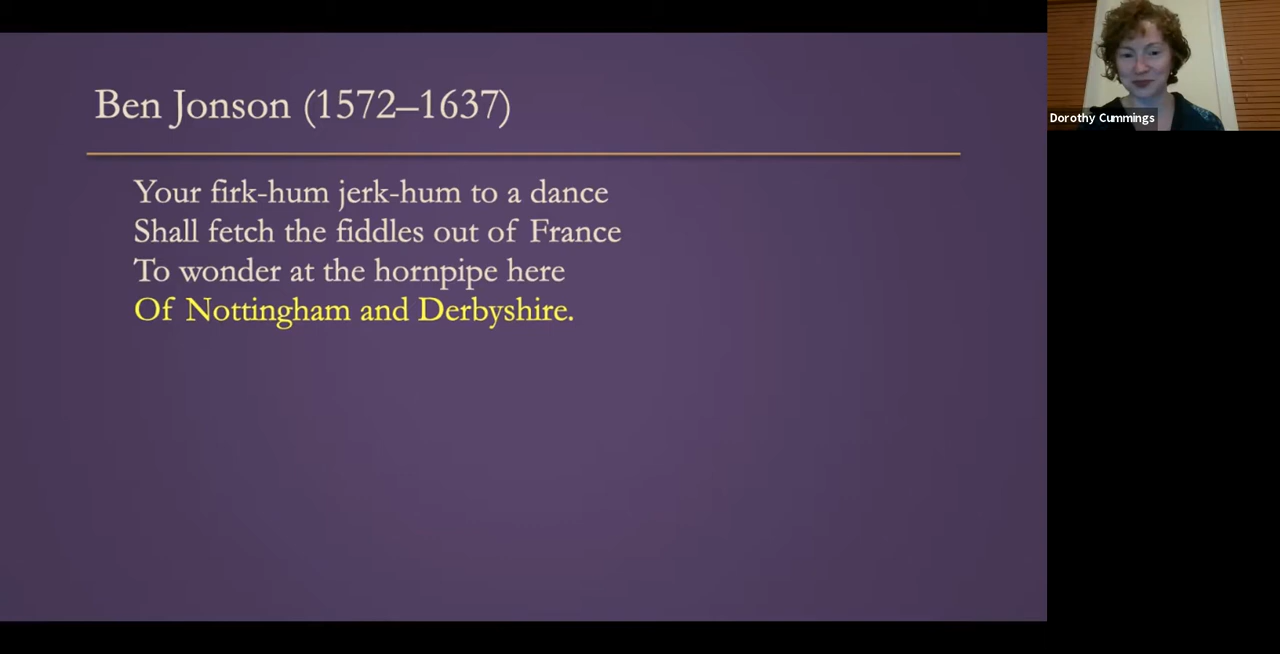 Ben Jonson (1572–1637)
Your firk-hum jerk-hum to a dance
Shall fetch the fiddles out of France
To wonder at the hornpipe here
Of Nottingham and Derbyshire.
Dorothy Cummings